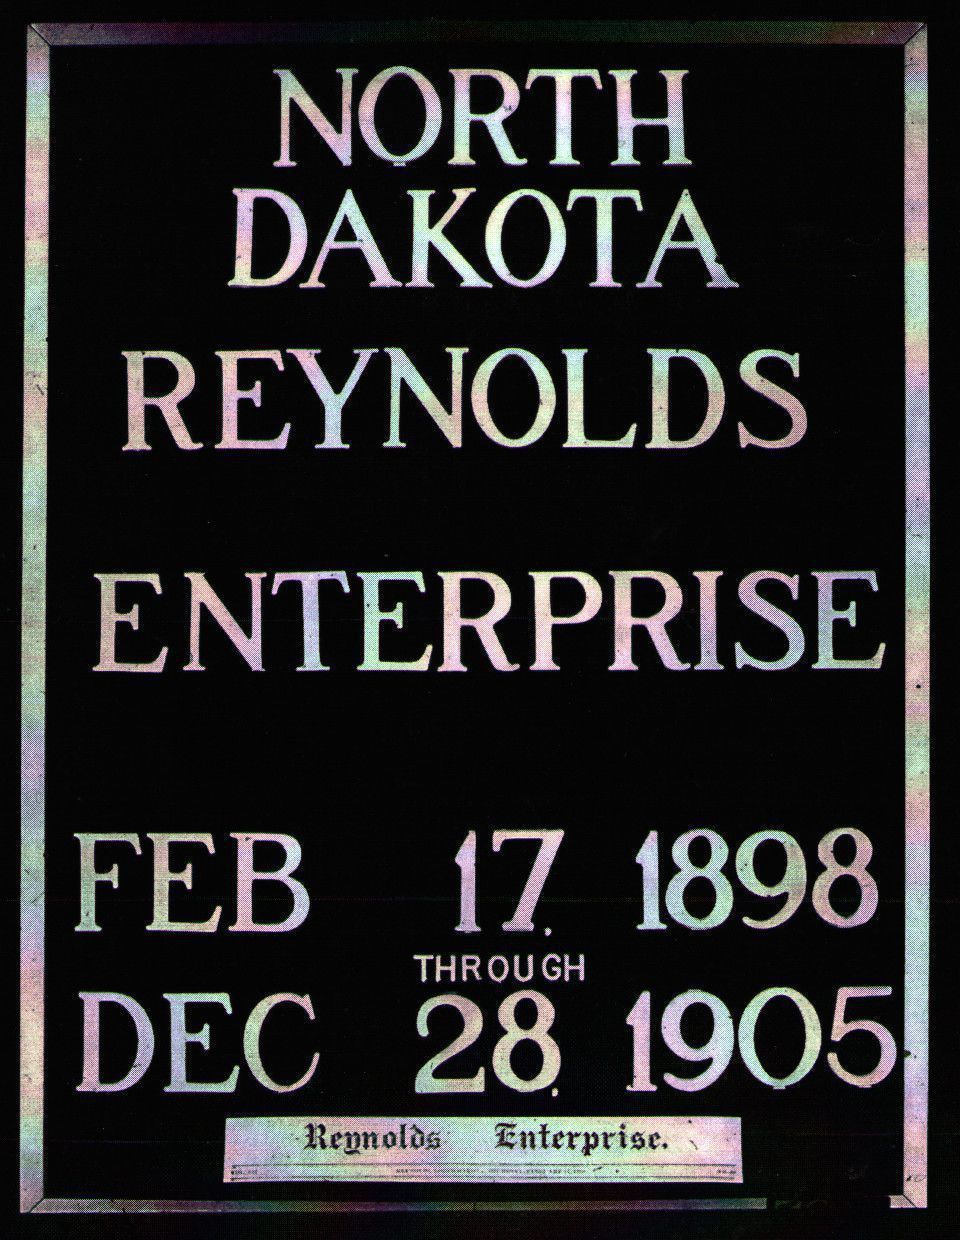 NORTH
DAKOTA
REYNOLDS
ENTERPRISE
FEB 17, 1898
THROUGH
DEC 28, 1905
Reynolds Enterprise.